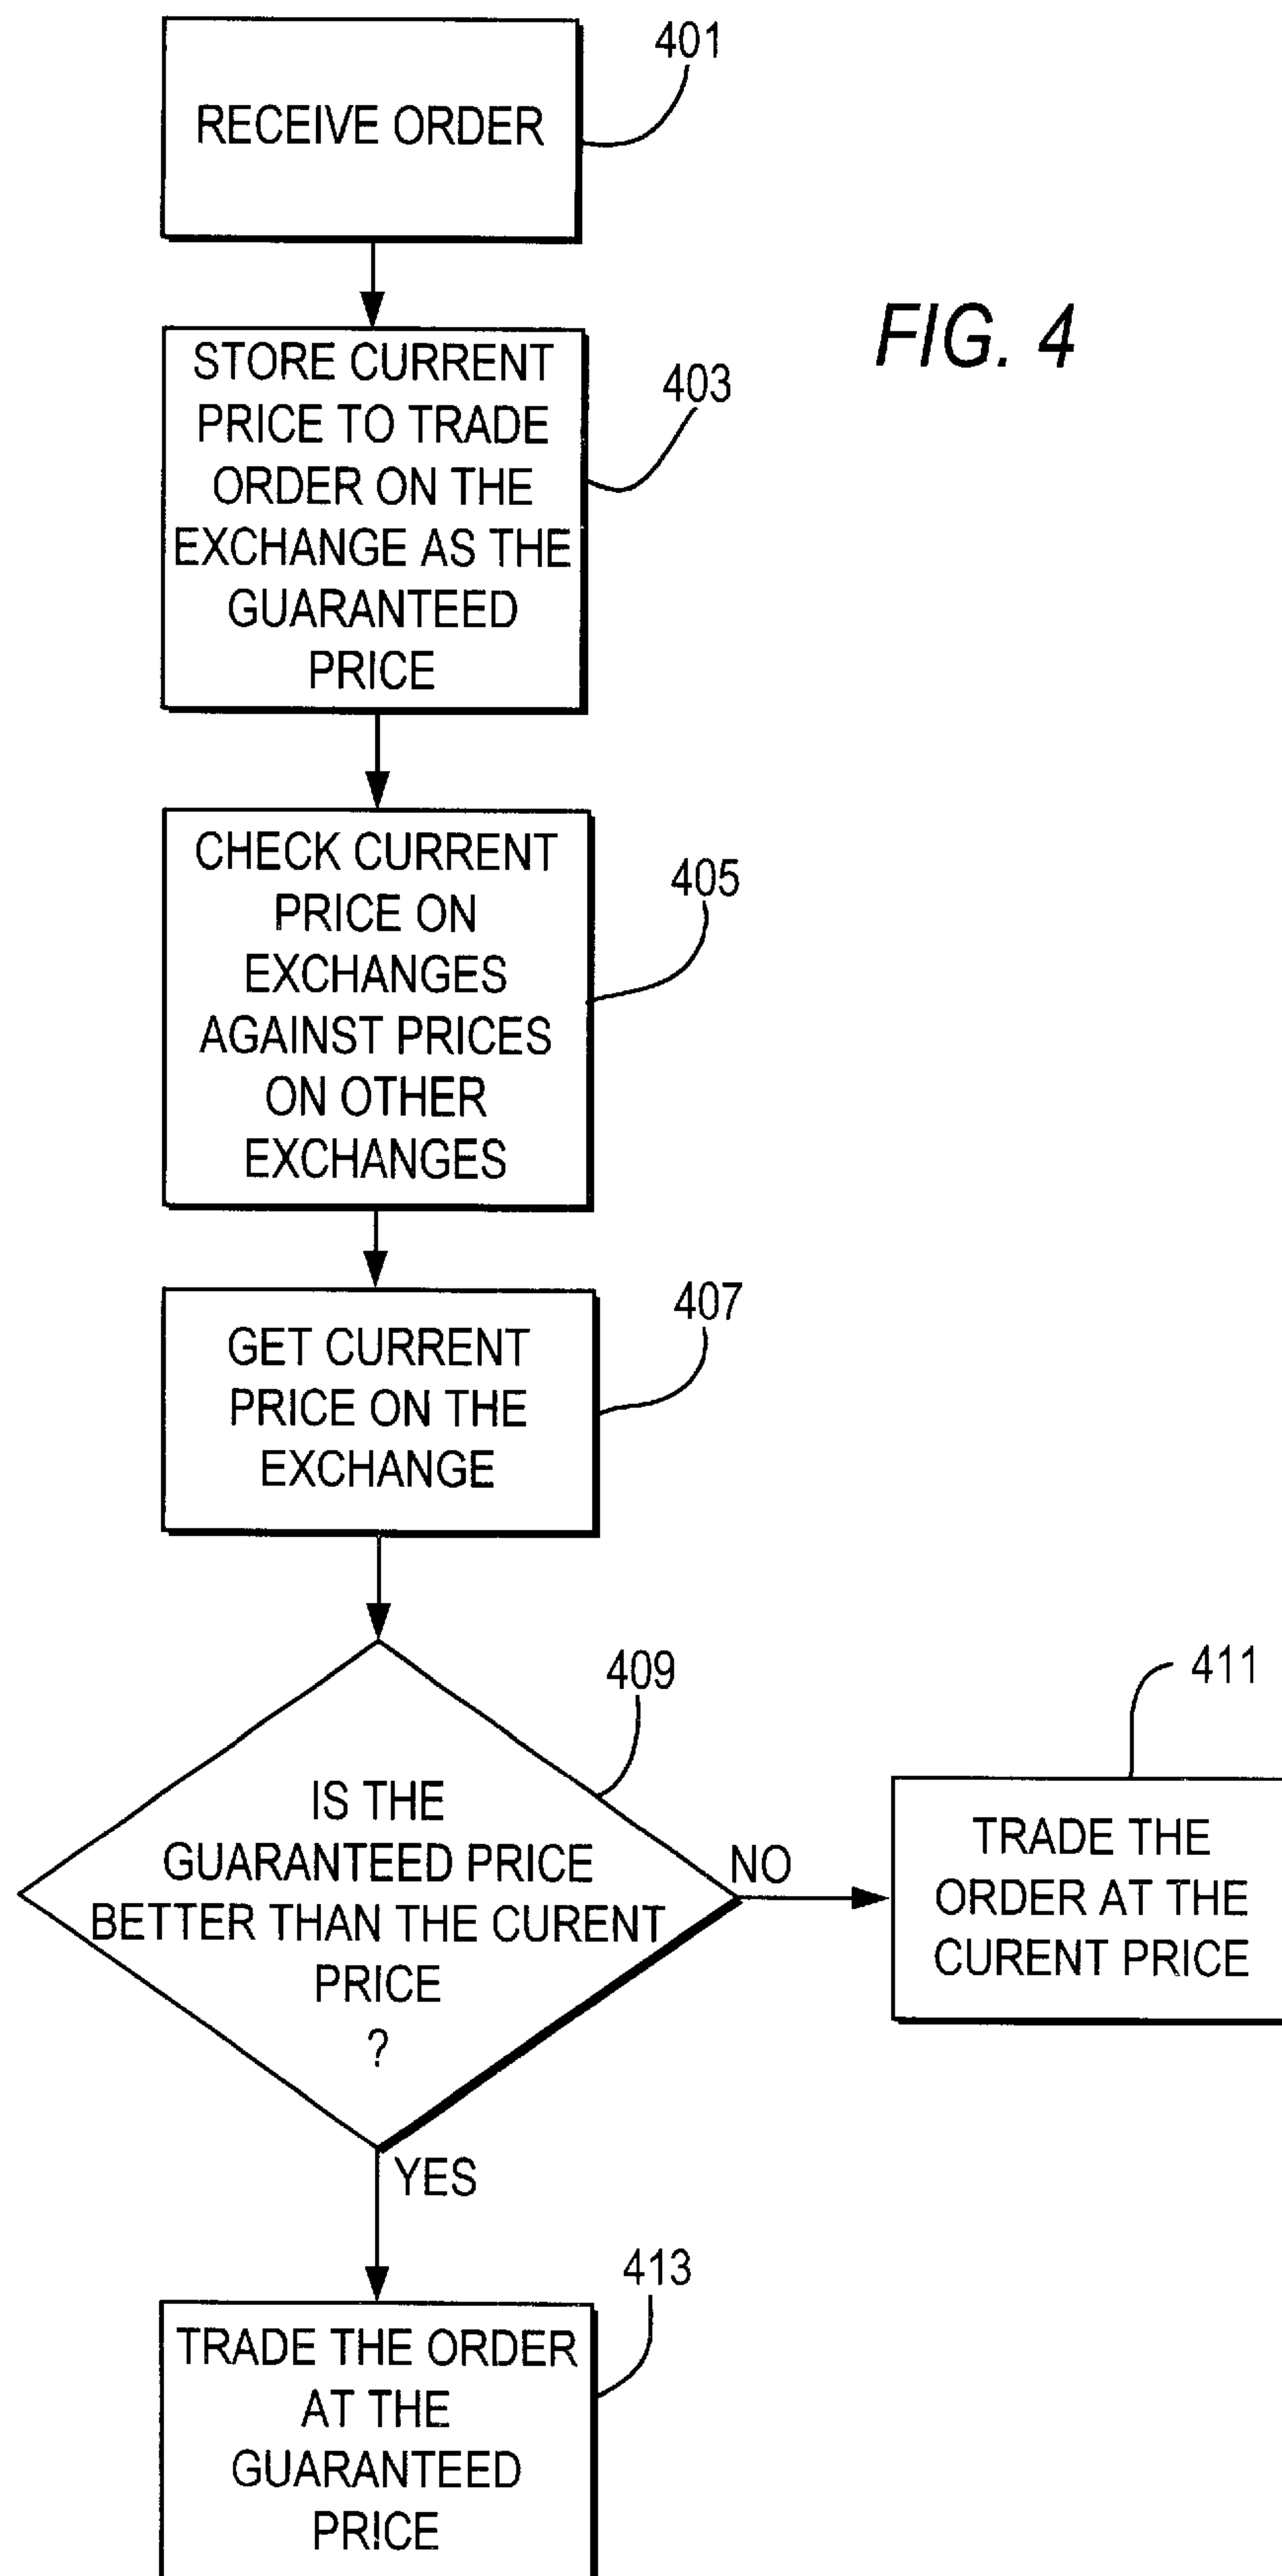 401
RECEIVE ORDER
FIG. 4
403
STORE CURRENT
PRICE TO TRADE
ORDER ON THE
EXCHANGE AS THE
GUARANTEED
PRICE
405
CHECK CURRENT
PRICE ON
EXCHANGES
AGAINST PRICES
ON OTHER
EXCHANGES
407
GET CURRENT
PRICE ON THE
EXCHANGE
409
IS THE
GUARANTEED PRICE
BETTER THAN THE CURENT
PRICE
?
NO
411
TRADE THE
ORDER AT THE
CURENT PRICE
YES
413
TRADE THE ORDER
AT THE
GUARANTEED
PRICE